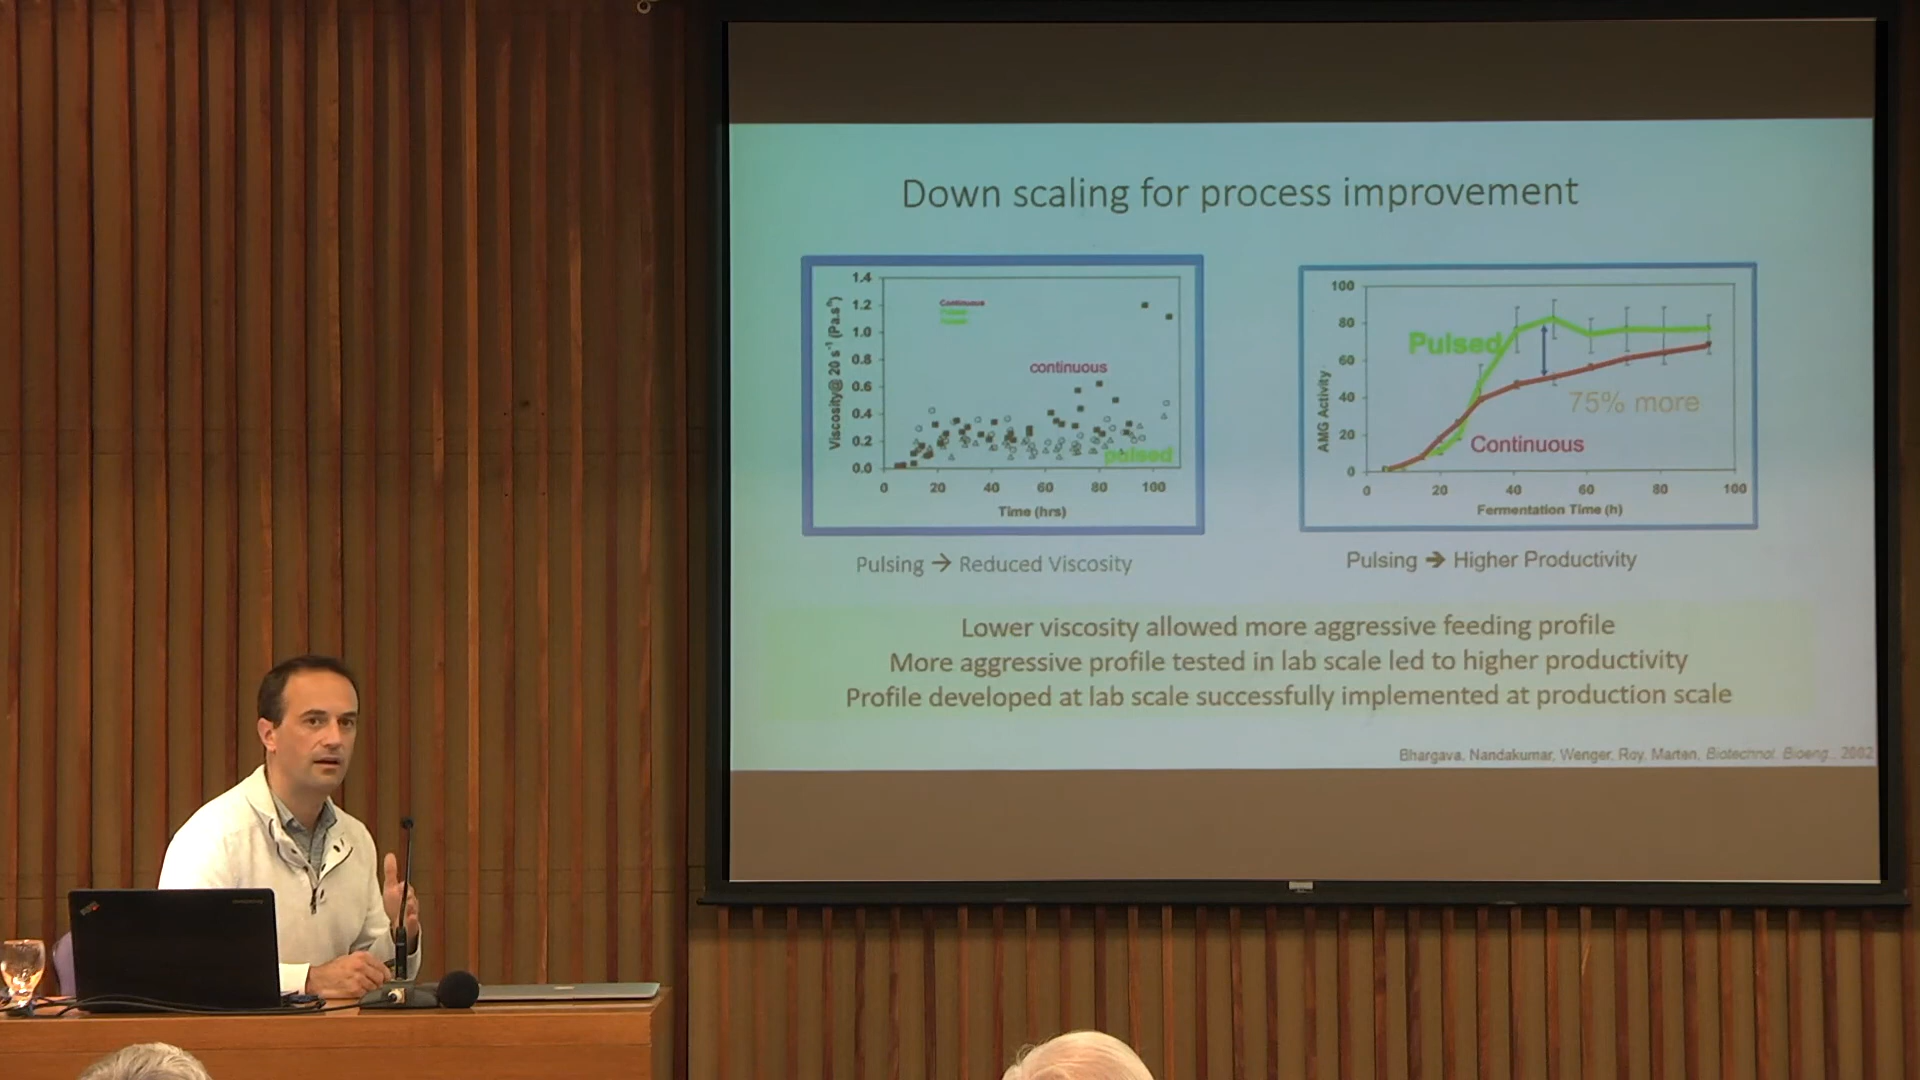 Down scaling for process improvement
Viscosity@ 20 s⁻¹ (Pa.sⁿ)
1.4
1.2
1.0
0.8
0.6
0.4
0.2
0.0
Continuous
continuous
pulsed
0 20 40 60 80 100
Time (hrs)
Pulsing → Reduced Viscosity
AMG Activity
100
80
60
40
20
0
Pulsed
75% more
Continuous
0 20 40 60 80 100
Fermentation Time (h)
Pulsing → Higher Productivity
Lower viscosity allowed more aggressive feeding profile
More aggressive profile tested in lab scale led to higher productivity
Profile developed at lab scale successfully implemented at production scale
Bhargava, Nandakumar, Wenger, Roy, Marten, Biotechnol. Bioeng., 2002